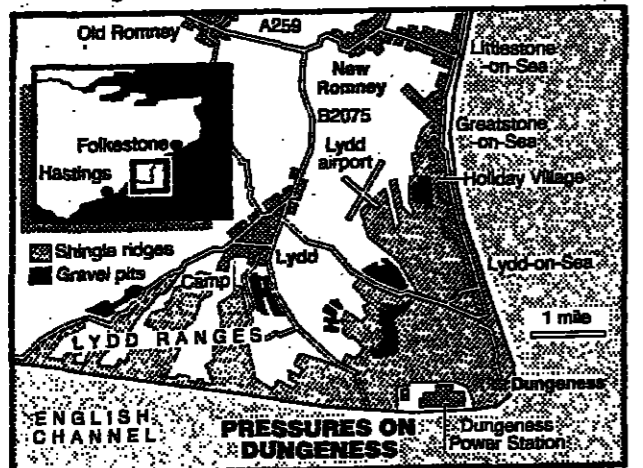 Old Romney
A259
New
Romney
Littlestone
-on-Sea
B2075
Folkestone
Hastings
Lydd
airport
Greatstone
-on-Sea
Holiday Village
Shingle ridges
Gravel pits
Camp
Lydd
Lydd-on-Sea
1 mile
LYDD RANGES
Dungeness
ENGLISH
CHANNEL
PRESSURES ON
DUNGENESS
Dungeness
Power Station